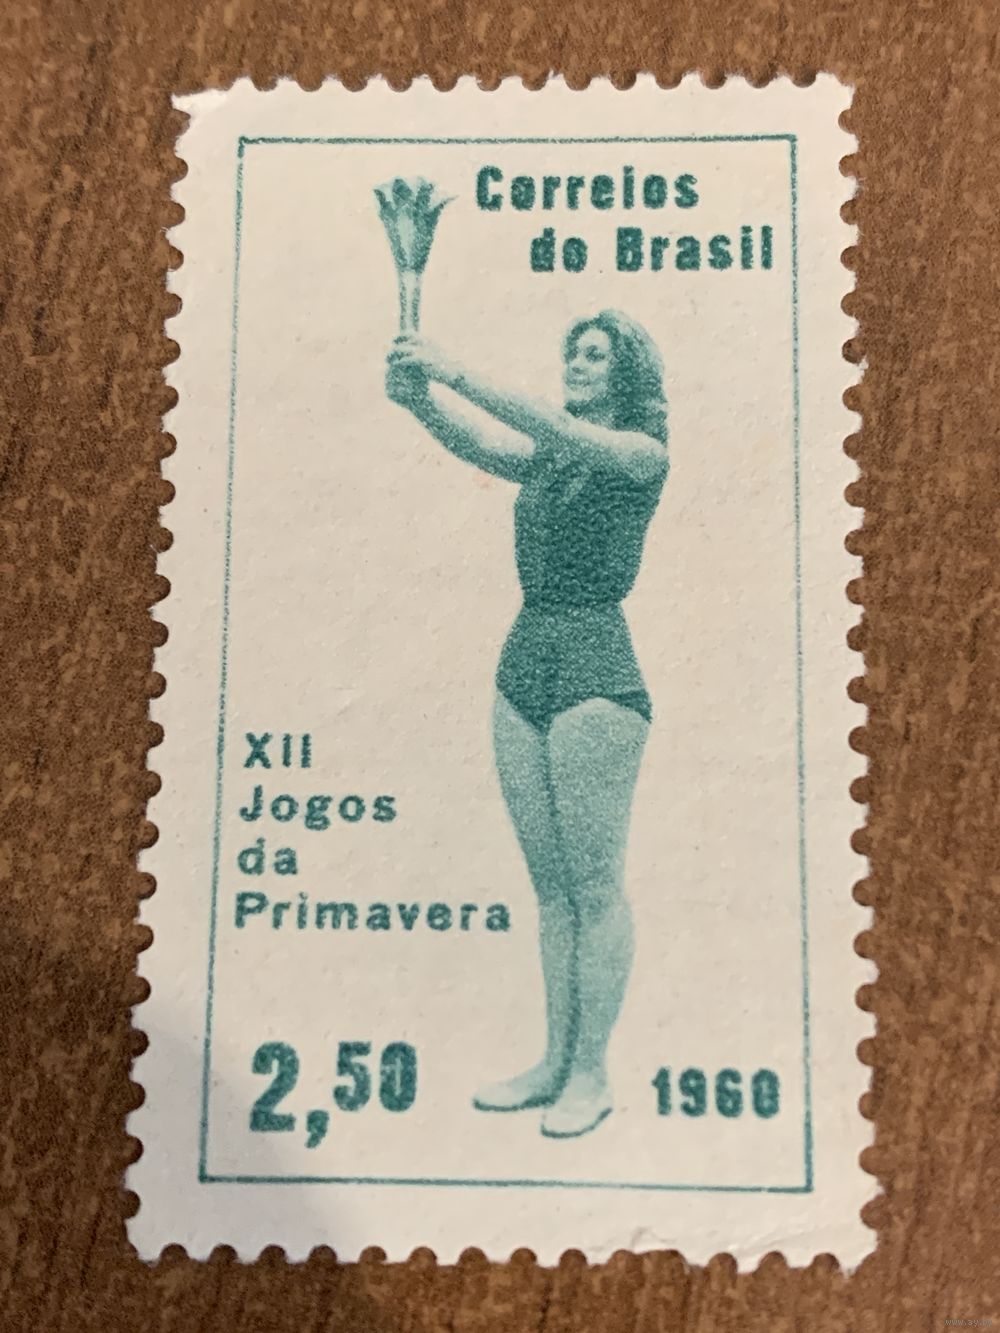 Correios
do Brasil
XII
Jogos
da
Primavera
2,50
1960